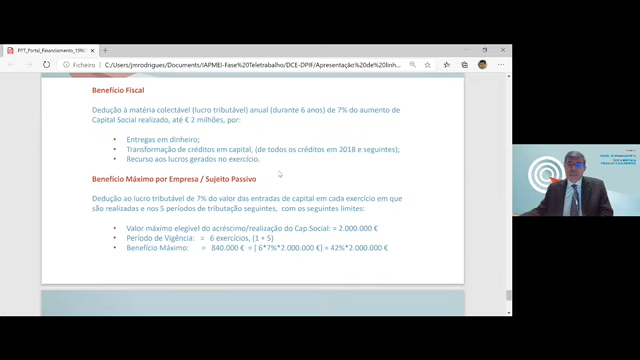 PPT_Portal_Financiamento_19N
Ficheiro
C:/Users/jmrodrigues/Documents/IAPMEI-Fase%20Teletrabalho/DCE-DPIF/Apresentação%20de%20linh...
Benefício Fiscal
Dedução à matéria colectável (lucro tributável) anual (durante 6 anos) de 7% do aumento de
Capital Social realizado, até € 2 milhões, por:
• Entregas em dinheiro;
• Transformação de créditos em capital, (de todos os créditos em 2018 e seguintes);
• Recurso aos lucros gerados no exercício.
Benefício Máximo por Empresa / Sujeito Passivo
Dedução ao lucro tributável de 7% do valor das entradas de capital em cada exercício em que
são realizadas e nos 5 períodos de tributação seguintes, com os seguintes limites:
• Valor máximo elegível do acréscimo/realização do Cap.Social: = 2.000.000 €
• Período de Vigência: = 6 exercícios, (1 + 5)
• Benefício Máximo: = 840.000 € = [ 6*7%*2.000.000 €] = 42%*2.000.000 €